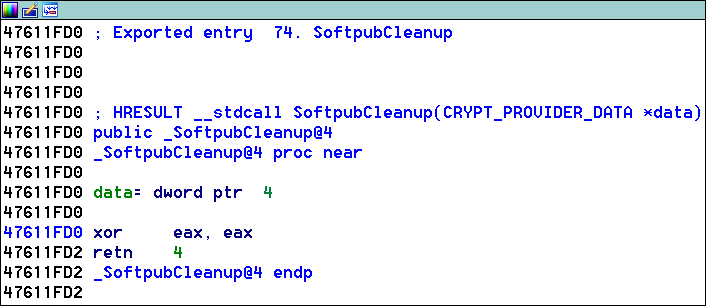 47611FD0 ; Exported entry  74. SoftpubCleanup
47611FD0
47611FD0
47611FD0
47611FD0 ; HRESULT __stdcall SoftpubCleanup(CRYPT_PROVIDER_DATA *data)
47611FD0 public _SoftpubCleanup@4
47611FD0 _SoftpubCleanup@4 proc near
47611FD0
47611FD0 data= dword ptr  4
47611FD0
47611FD0 xor     eax, eax
47611FD2 retn    4
47611FD2 _SoftpubCleanup@4 endp
47611FD2